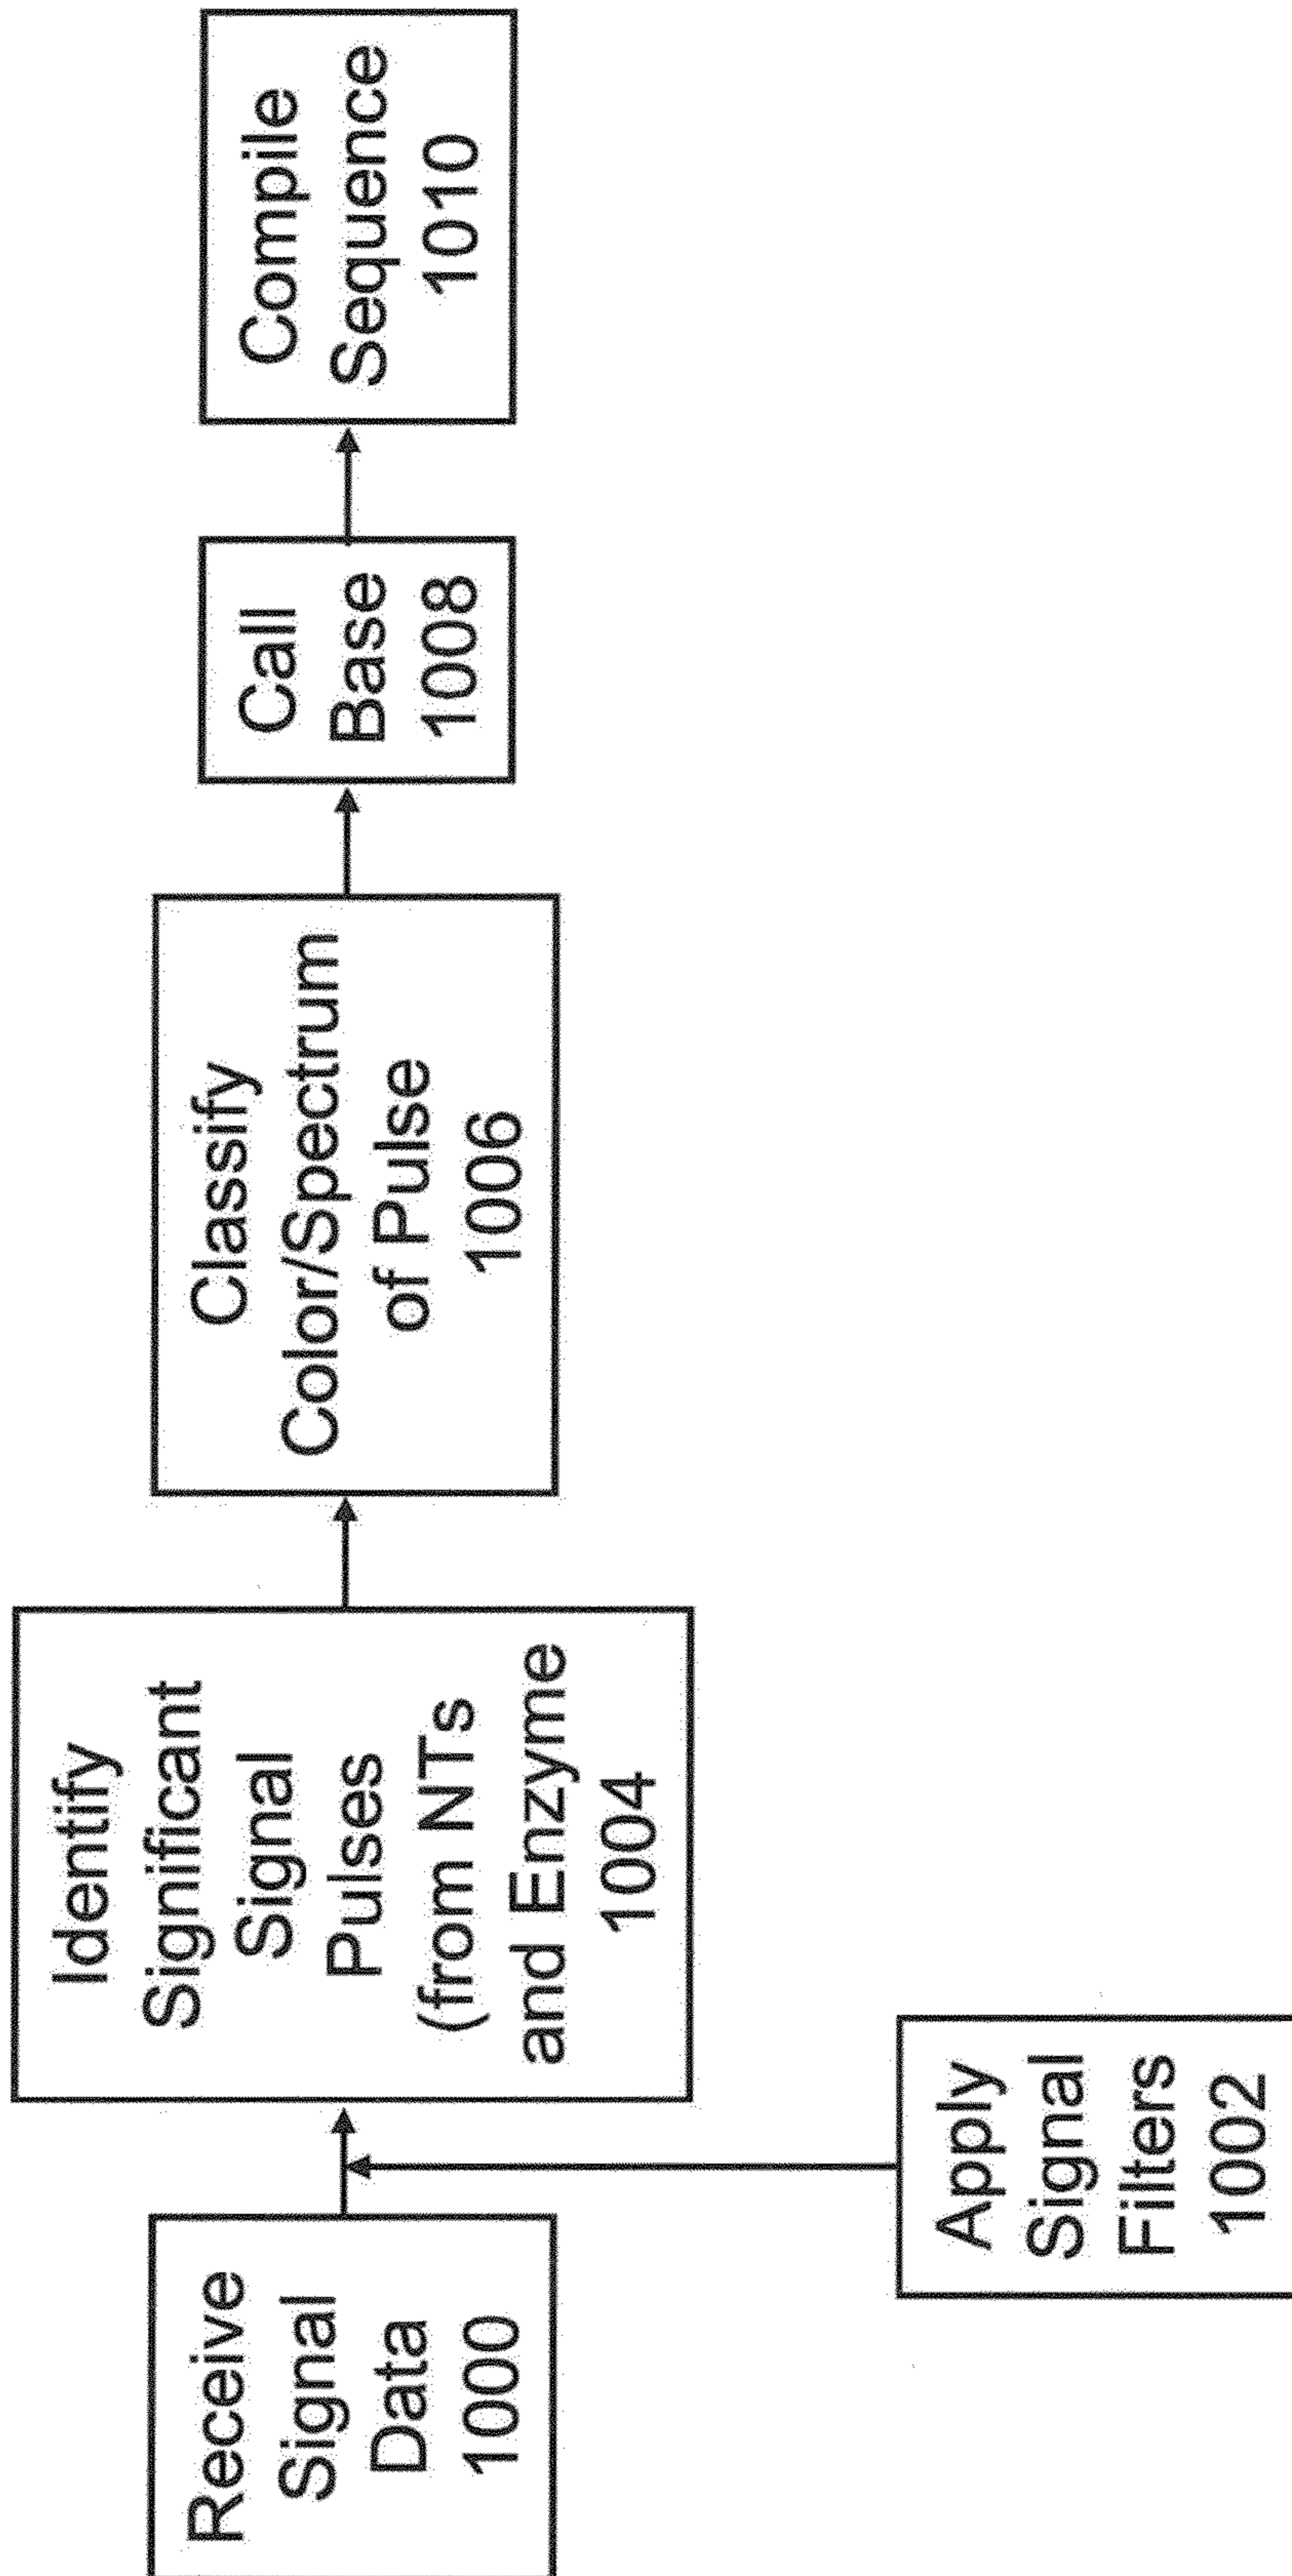 Receive
Signal
Data
1000
Apply
Signal
Filters
1002
Identify
Significant
Signal
Pulses
(from NTs
and Enzyme
1004
Classify
Color/Spectrum
of Pulse
1006
Call
Base
1008
Compile
Sequence
1010